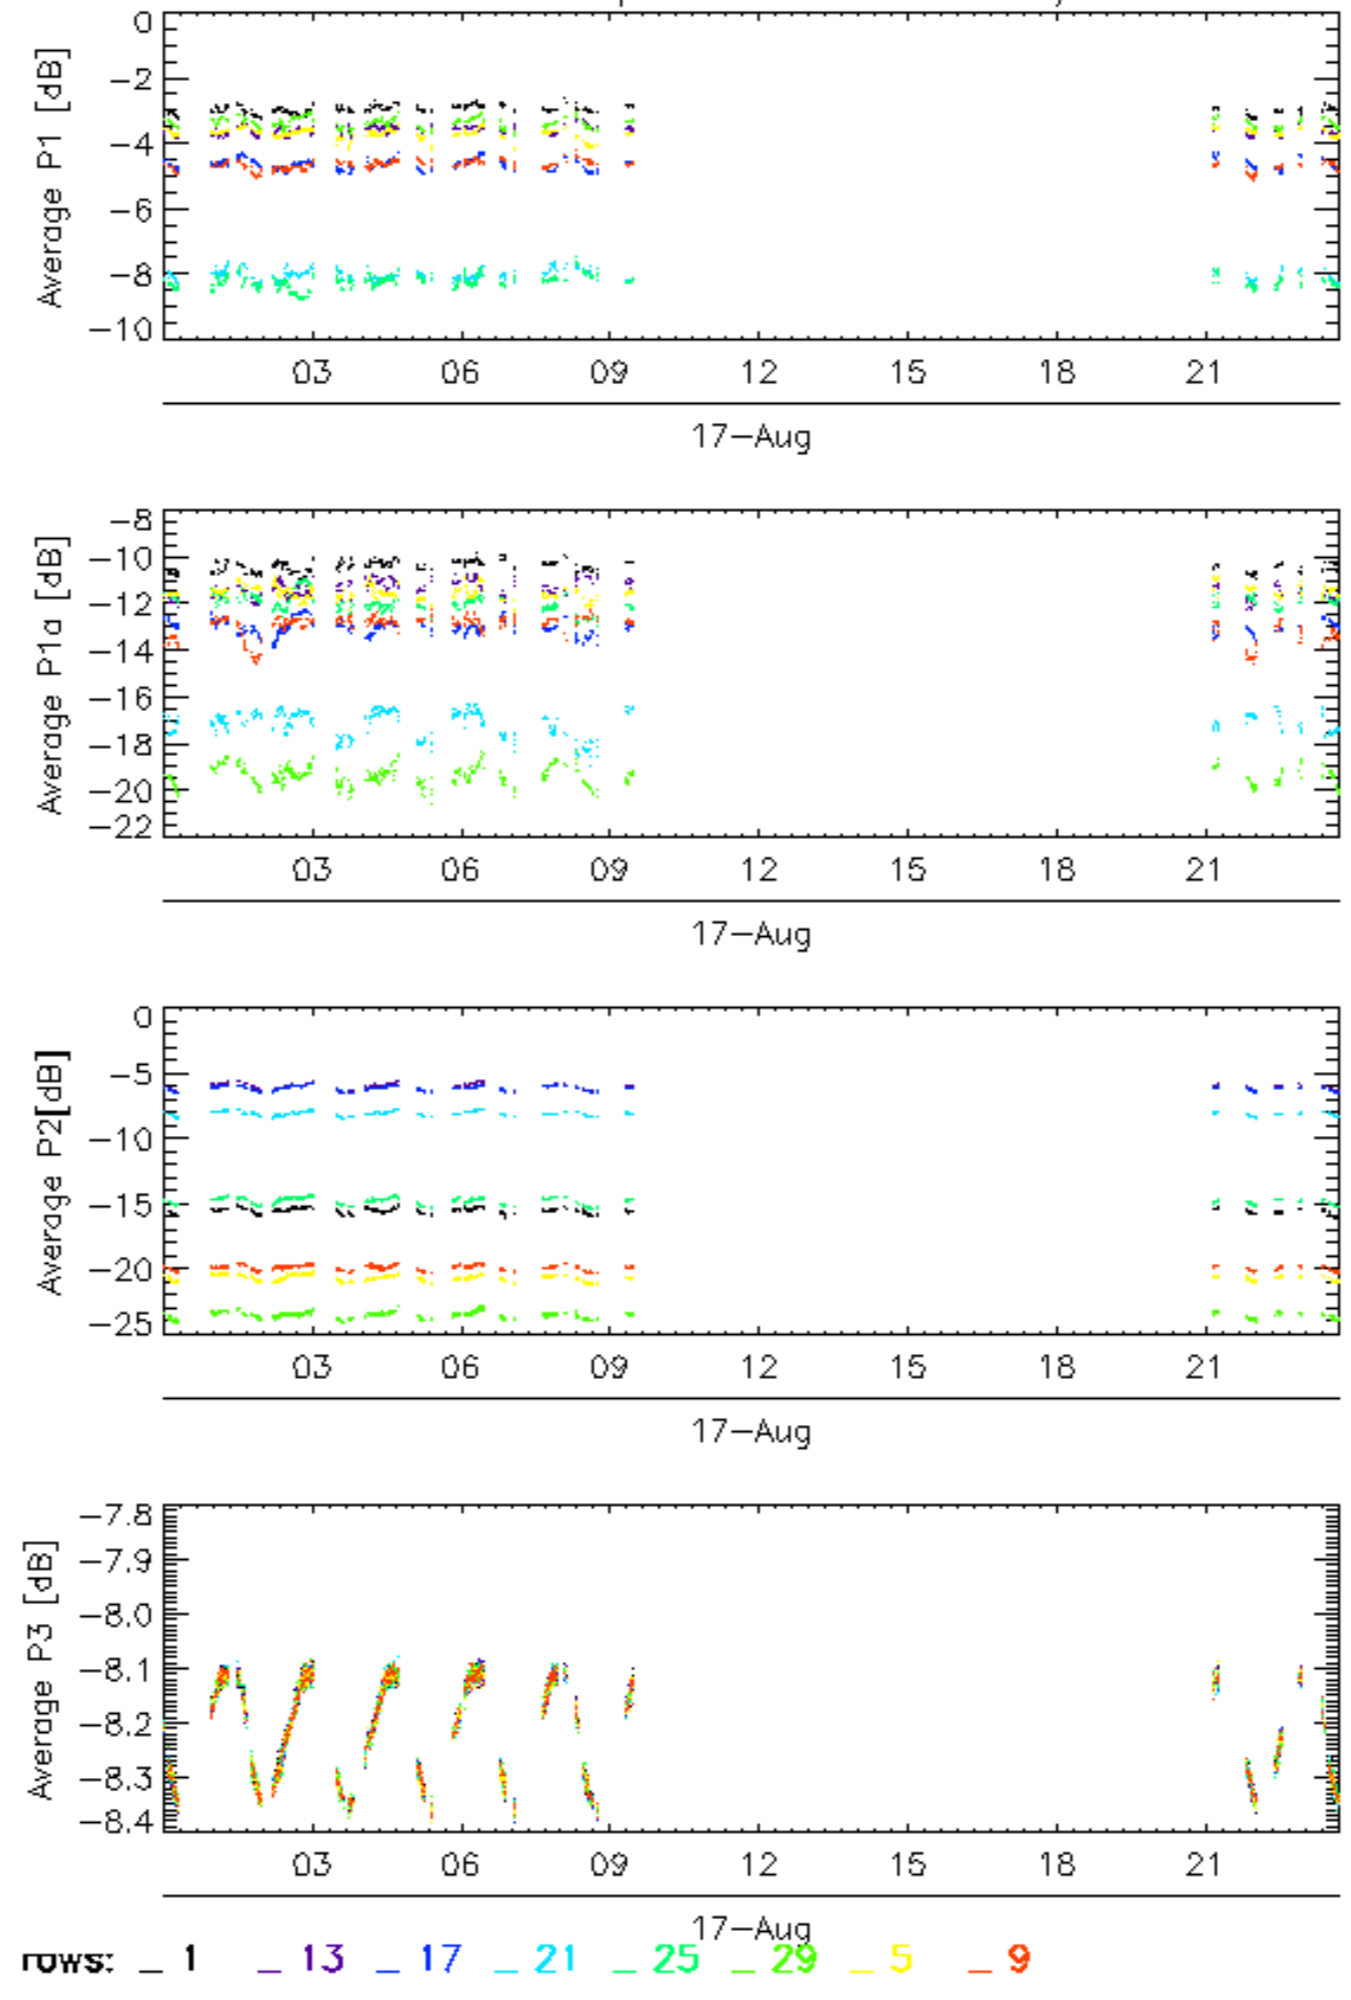 0
−2
−4
−6
−8
−10
Average P1 [dB]
03 06 09 12 15 18 21
17−Aug
−8
−10
−12
−14
−16
−18
−20
−22
Average P1a [dB]
03 06 09 12 15 18 21
17−Aug
0
−5
−10
−15
−20
−25
Average P2[dB]
03 06 09 12 15 18 21
17−Aug
−7.8
−7.9
−8.0
−8.1
−8.2
−8.3
−8.4
Average P3 [dB]
03 06 09 12 15 18 21
17−Aug
rows: _ 1 _ 13 _ 17 _ 21 _ 25 _ 29 _ 5 _ 9